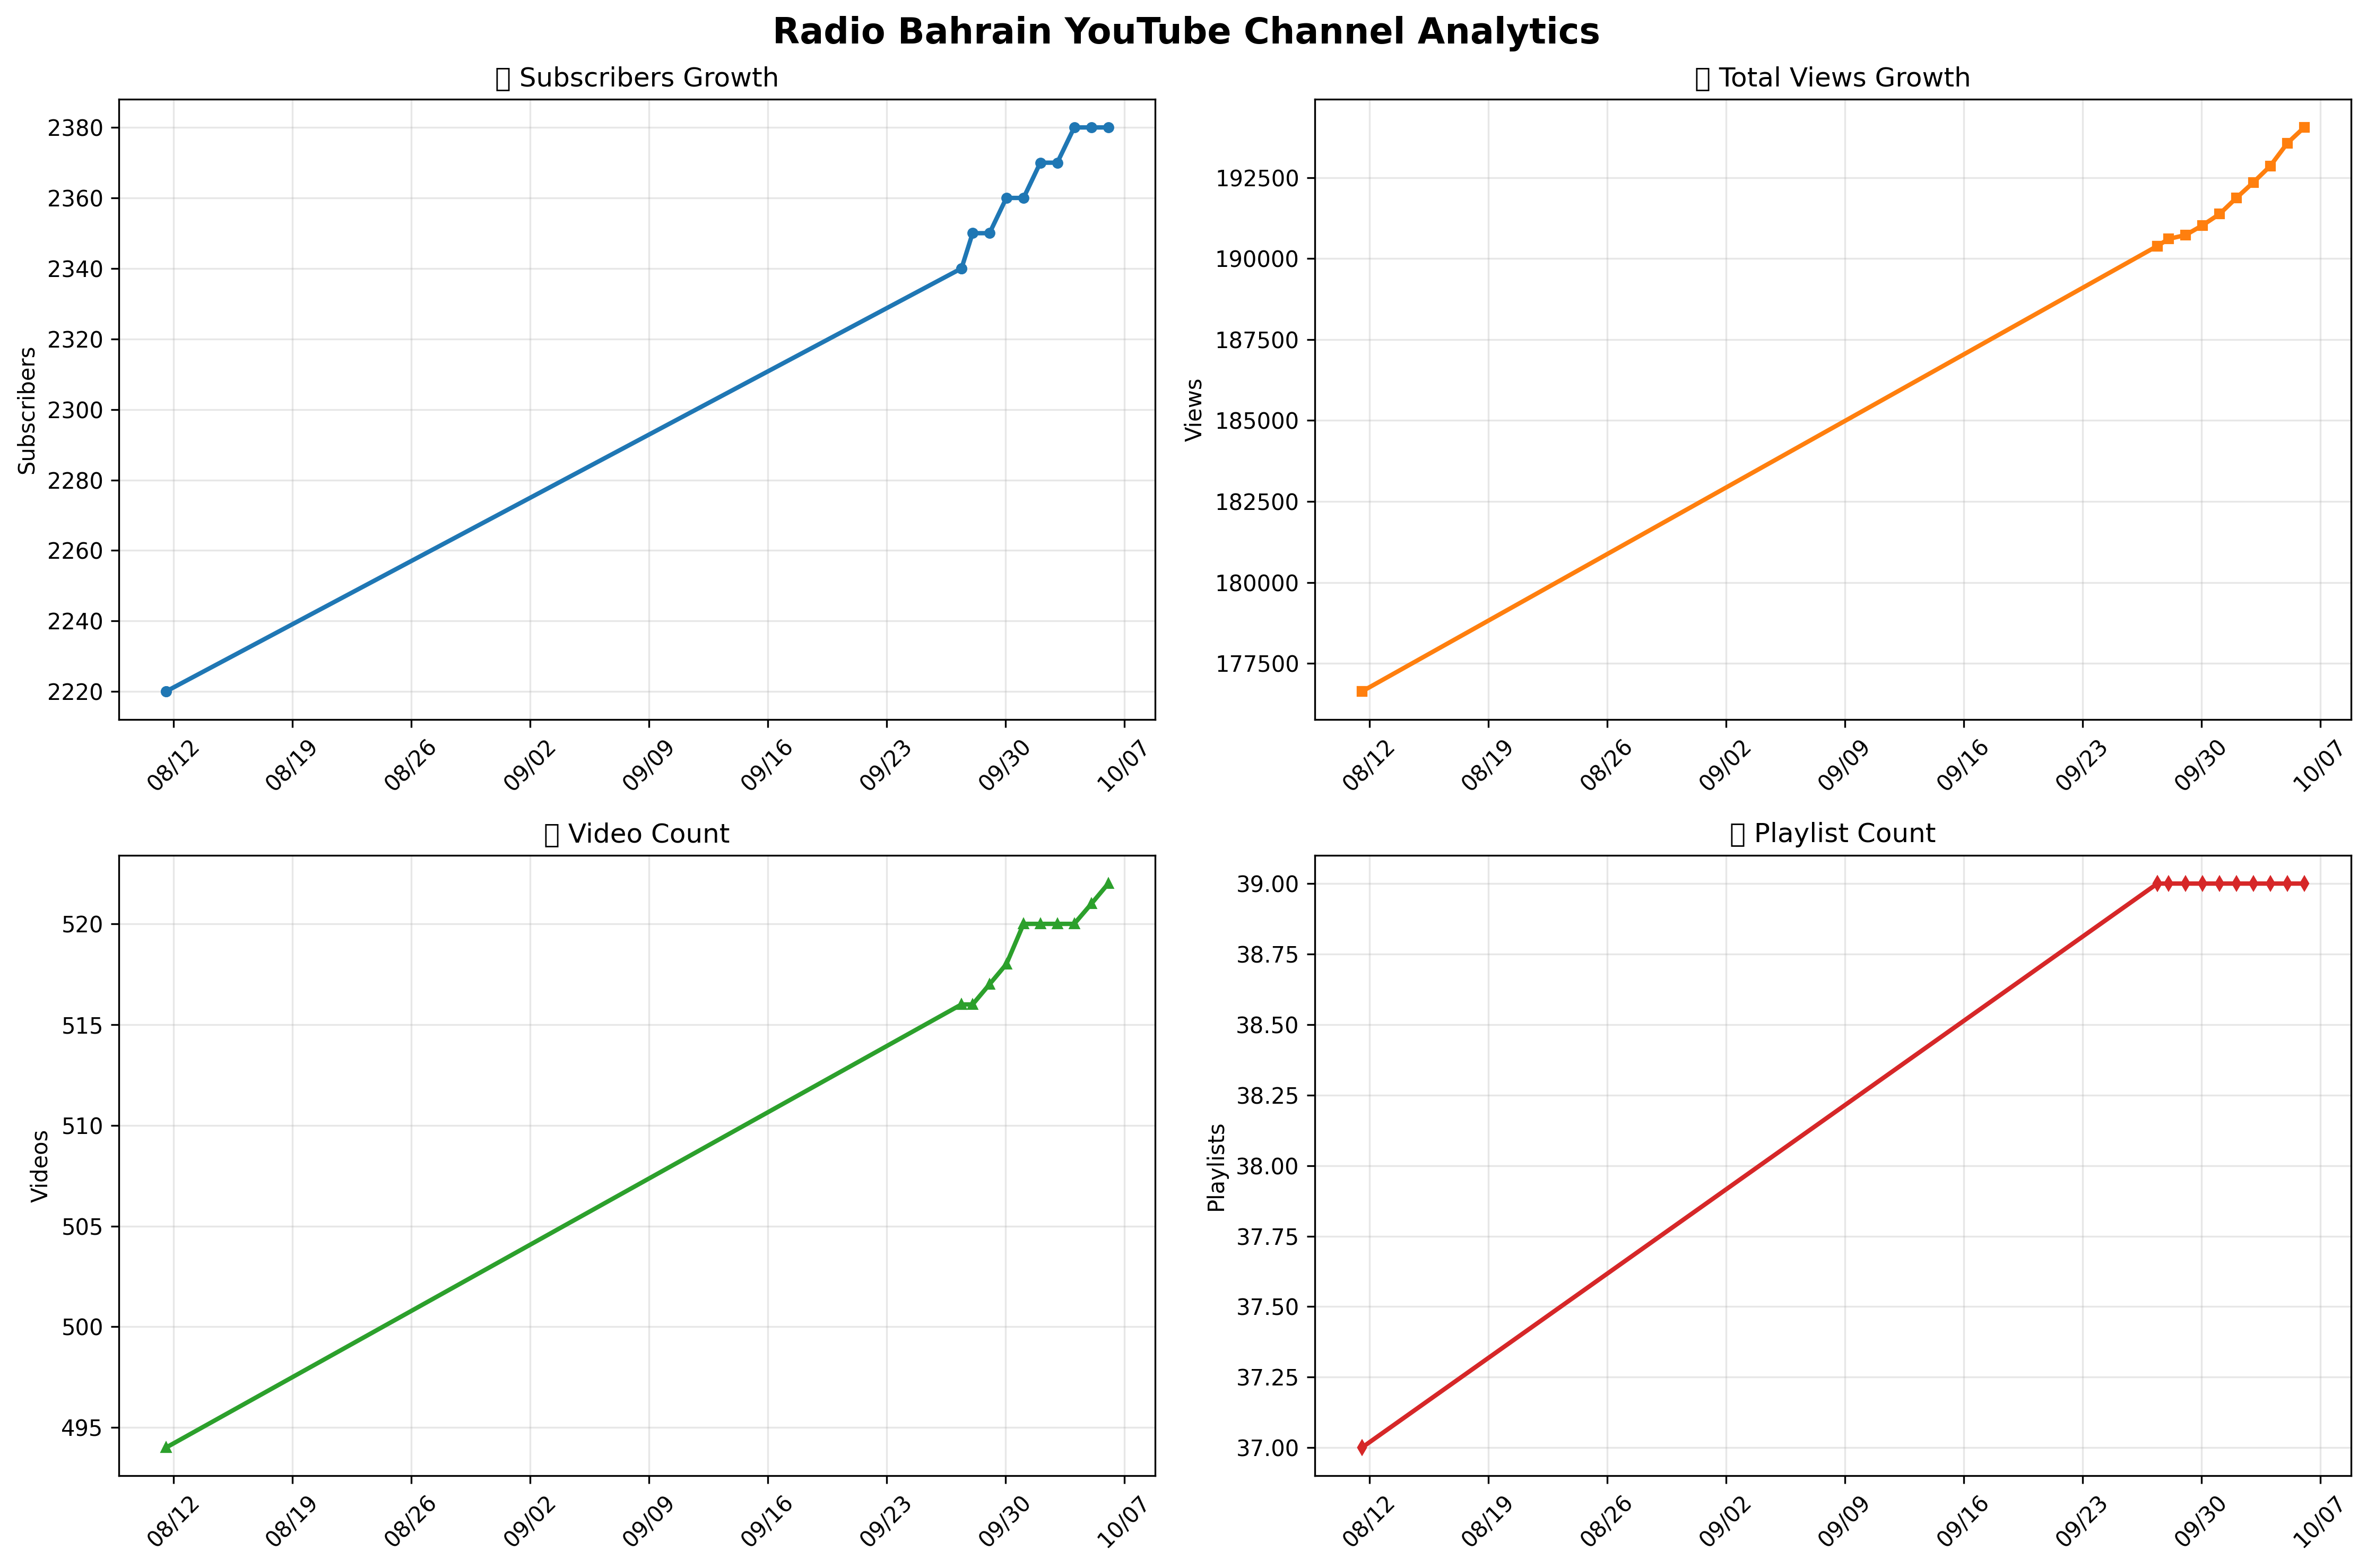 Radio Bahrain YouTube Channel Analytics
Subscribers Growth
Subscribers
2380
2360
2340
2320
2300
2280
2260
2240
2220
08/12 08/19 08/26 09/02 09/09 09/16 09/23 09/30 10/07
Total Views Growth
Views
192500
190000
187500
185000
182500
180000
177500
08/12 08/19 08/26 09/02 09/09 09/16 09/23 09/30 10/07
Video Count
Videos
520
515
510
505
500
495
08/12 08/19 08/26 09/02 09/09 09/16 09/23 09/30 10/07
Playlist Count
Playlists
39.00
38.75
38.50
38.25
38.00
37.75
37.50
37.25
37.00
08/12 08/19 08/26 09/02 09/09 09/16 09/23 09/30 10/07